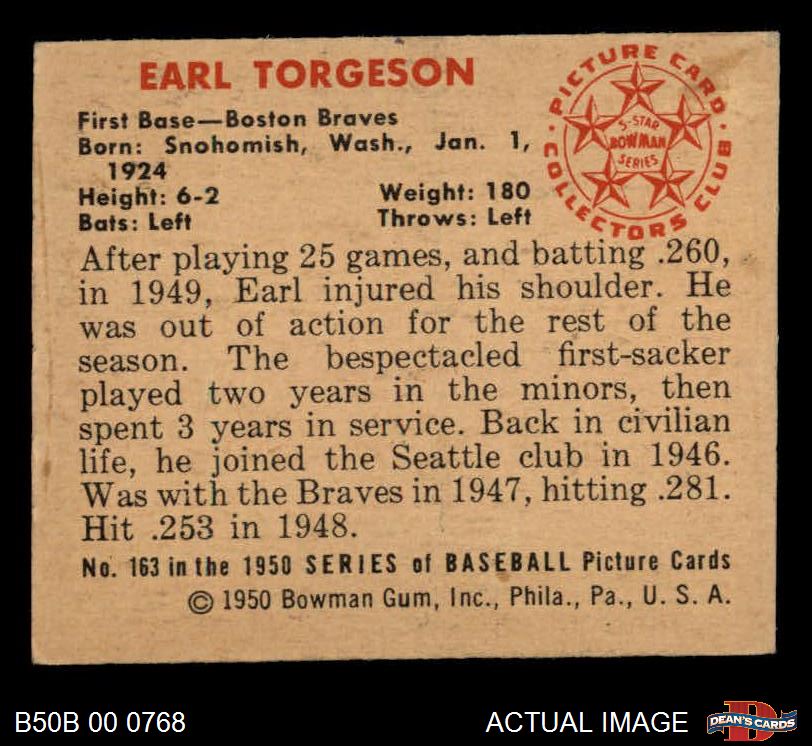 EARL TORGESON
First Base—Boston Braves
Born: Snohomish, Wash., Jan. 1,
1924
Height: 6-2 Weight: 180
Bats: Left Throws: Left
PICTURE CARD
COLLECTORS CLUB
5-STAR
BOWMAN
SERIES
After playing 25 games, and batting .260,
in 1949, Earl injured his shoulder. He
was out of action for the rest of the
season. The bespectacled first-sacker
played two years in the minors, then
spent 3 years in service. Back in civilian
life, he joined the Seattle club in 1946.
Was with the Braves in 1947, hitting .281.
Hit .253 in 1948.
No. 163 in the 1950 SERIES of BASEBALL Picture Cards
© 1950 Bowman Gum, Inc., Phila., Pa., U. S. A.
B50B 00 0768 ACTUAL IMAGE
D
DEAN'S CARDS
.COM